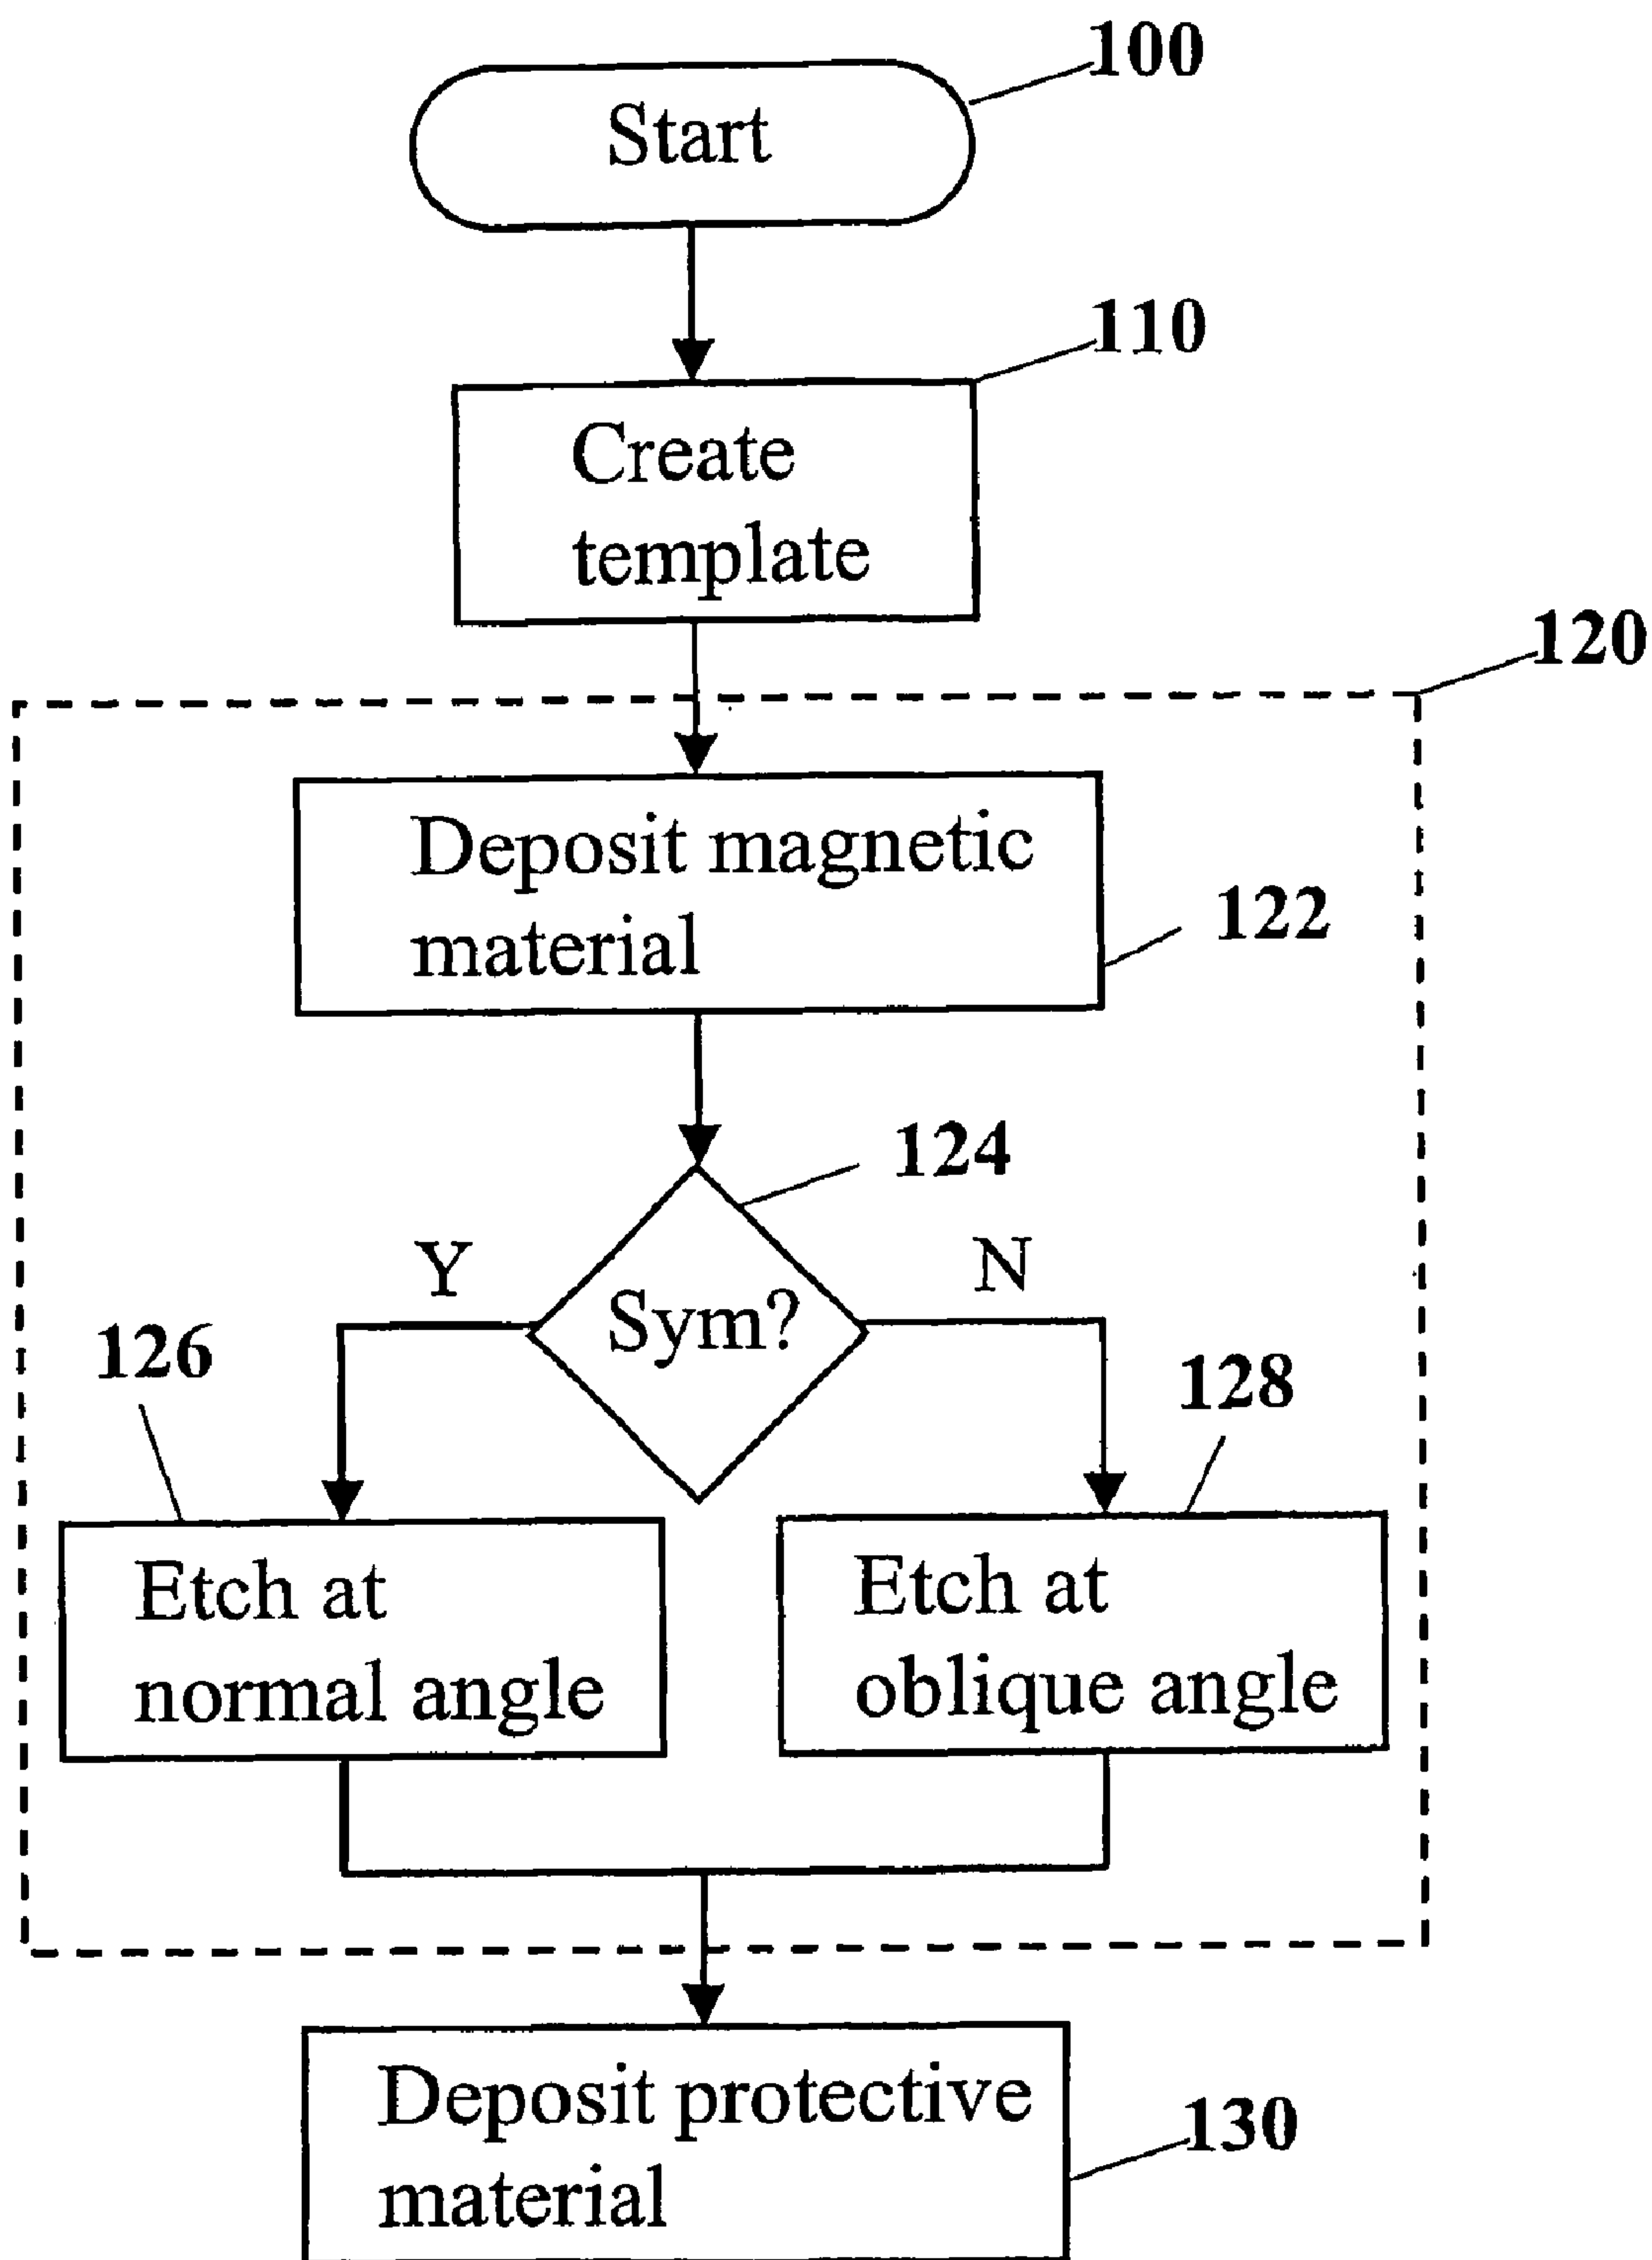 100
Start
110
Create
template
120
Deposit magnetic
material
122
124
Y
N
Sym?
126
128
Etch at
normal angle
Etch at
oblique angle
Deposit protective
material
130